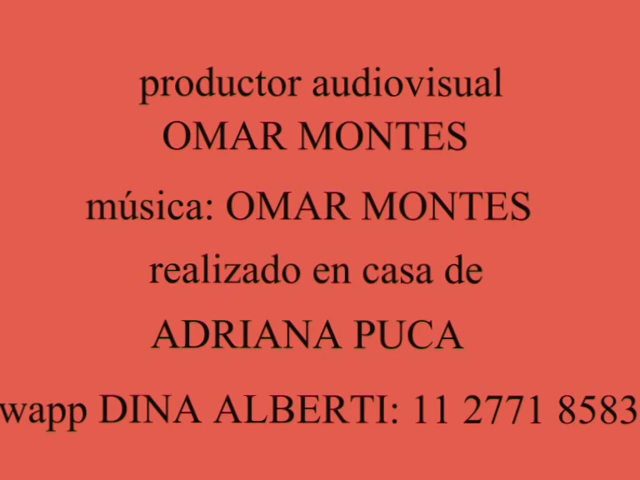 productor audiovisual
OMAR MONTES
música: OMAR MONTES
realizado en casa de
ADRIANA PUCA
wapp DINA ALBERTI: 11 2771 8583